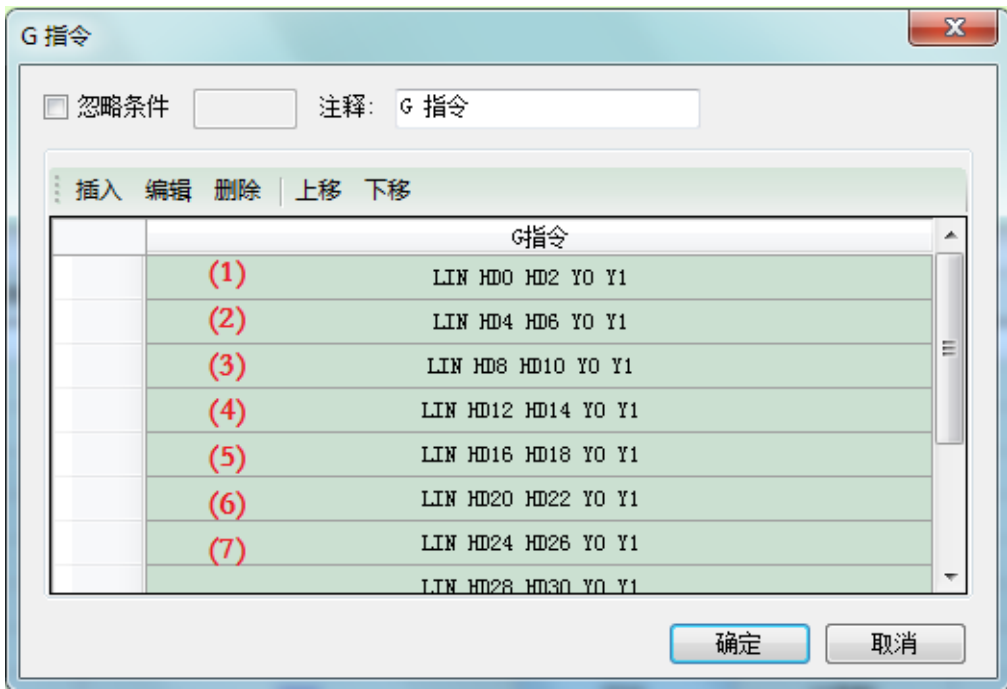 G 指令
忽略条件 注释: G 指令
插入 编辑 删除 上移 下移
G指令
(1) LIN HD0 HD2 Y0 Y1
(2) LIN HD4 HD6 Y0 Y1
(3) LIN HD8 HD10 Y0 Y1
(4) LIN HD12 HD14 Y0 Y1
(5) LIN HD16 HD18 Y0 Y1
(6) LIN HD20 HD22 Y0 Y1
(7) LIN HD24 HD26 Y0 Y1
LIN HD28 HD30 Y0 Y1
确定 取消